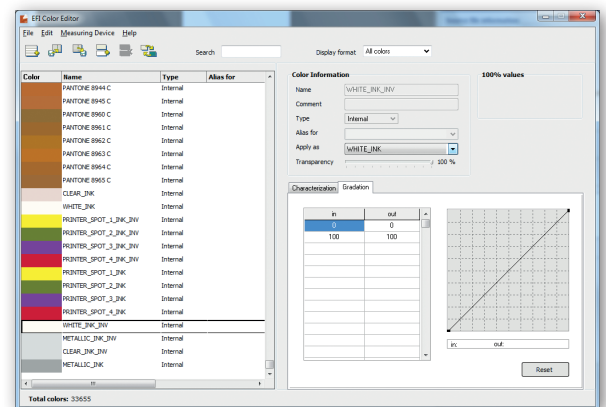 EFI Color Editor
File Edit Measuring Device Help
Search
Display format All colors
Color Name Type Alias for
PANTONE 8944 C Internal
PANTONE 8945 C Internal
PANTONE 8960 C Internal
PANTONE 8961 C Internal
PANTONE 8962 C Internal
PANTONE 8963 C Internal
PANTONE 8964 C Internal
PANTONE 8965 C Internal
CLEAR_INK Internal
WHITE_INK Internal
PRINTER_SPOT_1_INK_INV Internal
PRINTER_SPOT_2_INK_INV Internal
PRINTER_SPOT_3_INK_INV Internal
PRINTER_SPOT_4_INK_INV Internal
PRINTER_SPOT_1_INK Internal
PRINTER_SPOT_2_INK Internal
PRINTER_SPOT_3_INK Internal
PRINTER_SPOT_4_INK Internal
WHITE_INK_INV Internal
METALLIC_INK_INV Internal
CLEAR_INK_INV Internal
METALLIC_INK Internal
Total colors: 33655
Color Information
Name WHITE_INK_INV
Comment
Type Internal
Alias for
Apply as WHITE_INK
Transparency 100 %
100% values
Characterization Gradation
in out
0 0
100 100
in: out:
Reset